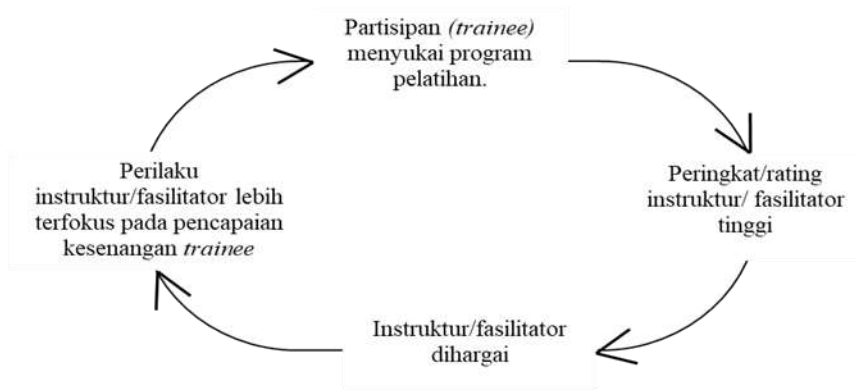 Partisipan (trainee)
menyukai program
pelatihan.
Peringkat/rating
instruktur/ fasilitator
tinggi
Instruktur/fasilitator
dihargai
Perilaku
instruktur/fasilitator lebih
terfokus pada pencapaian
kesenangan trainee